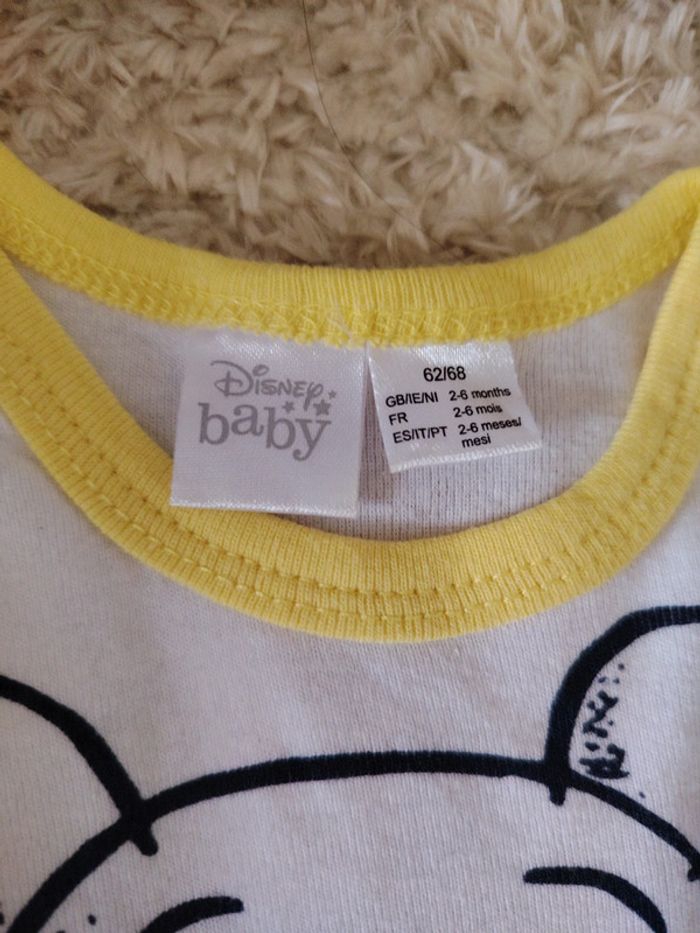 Disney
baby
62/68
GB/IE/NI 2-6 months
FR 2-6 mois
ES/IT/PT 2-6 meses/
mesi